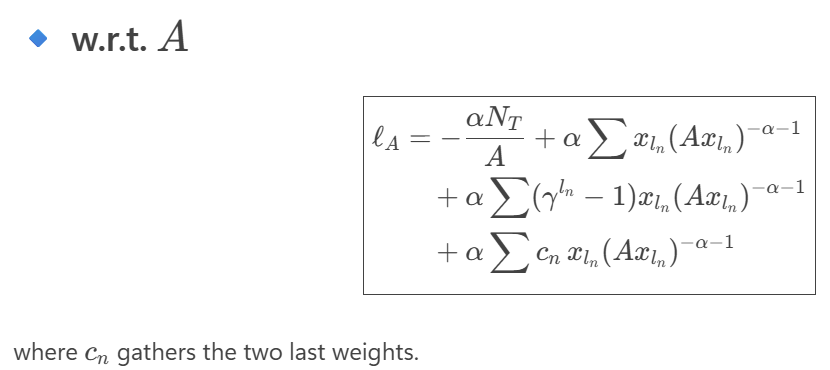 w.r.t. A
ℓ_A = −αN_T/A + α∑ x_{l_n}(Ax_{l_n})^{−α−1}
+ α∑(γ^{l_n} − 1)x_{l_n}(Ax_{l_n})^{−α−1}
+ α∑ c_n x_{l_n}(Ax_{l_n})^{−α−1}
where c_n gathers the two last weights.